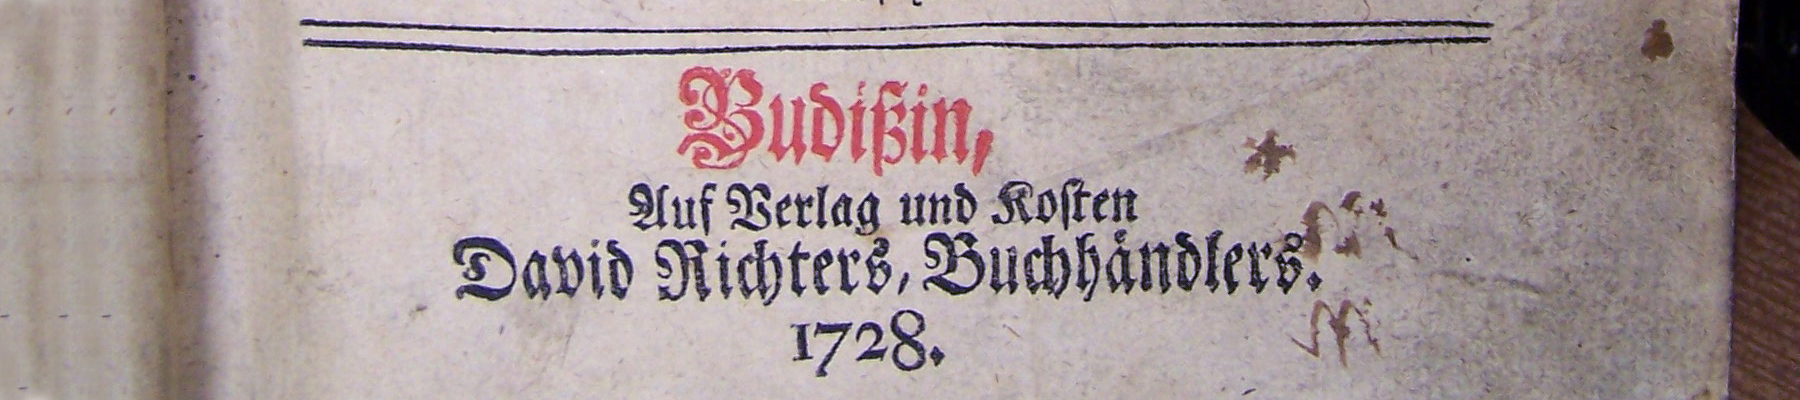 Budißin,
Auf Verlag und Koſten
David Richters, Buchhändlers.
1728.